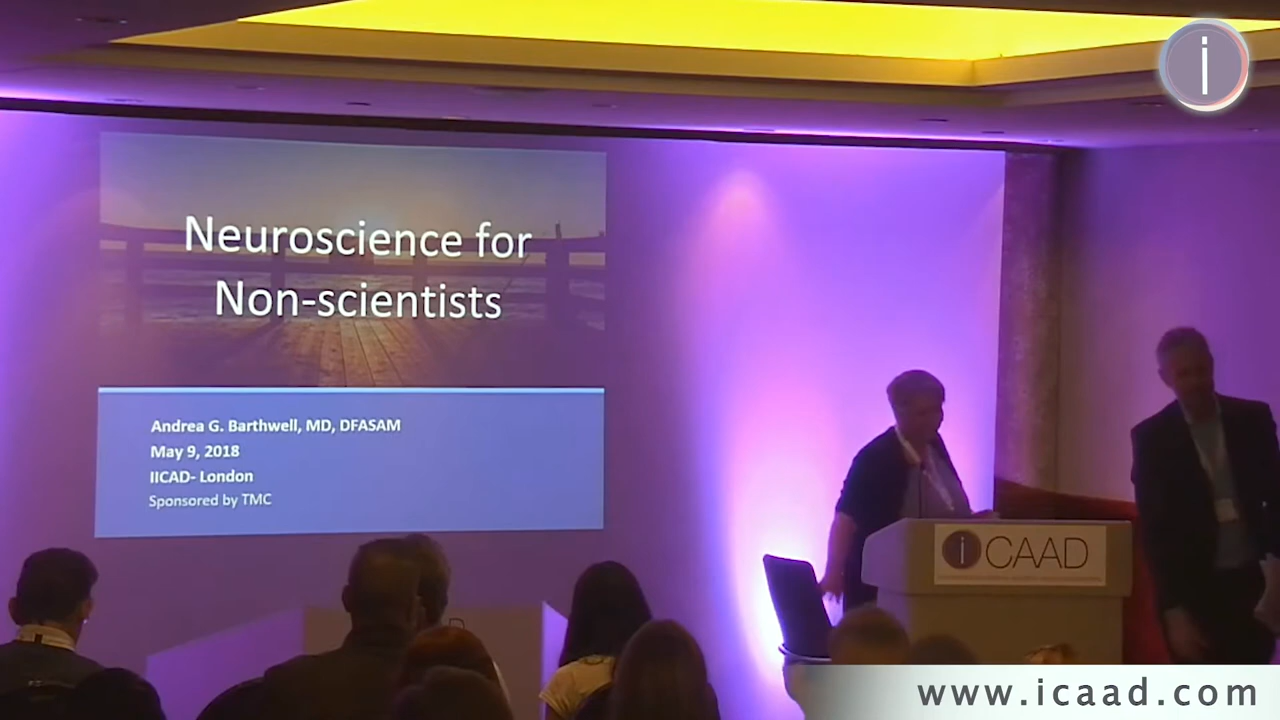 i
Neuroscience for
Non-scientists
Andrea G. Barthwell, MD, DFASAM
May 9, 2018
IICAD- London
Sponsored by TMC
iCAAD
www.icaad.com